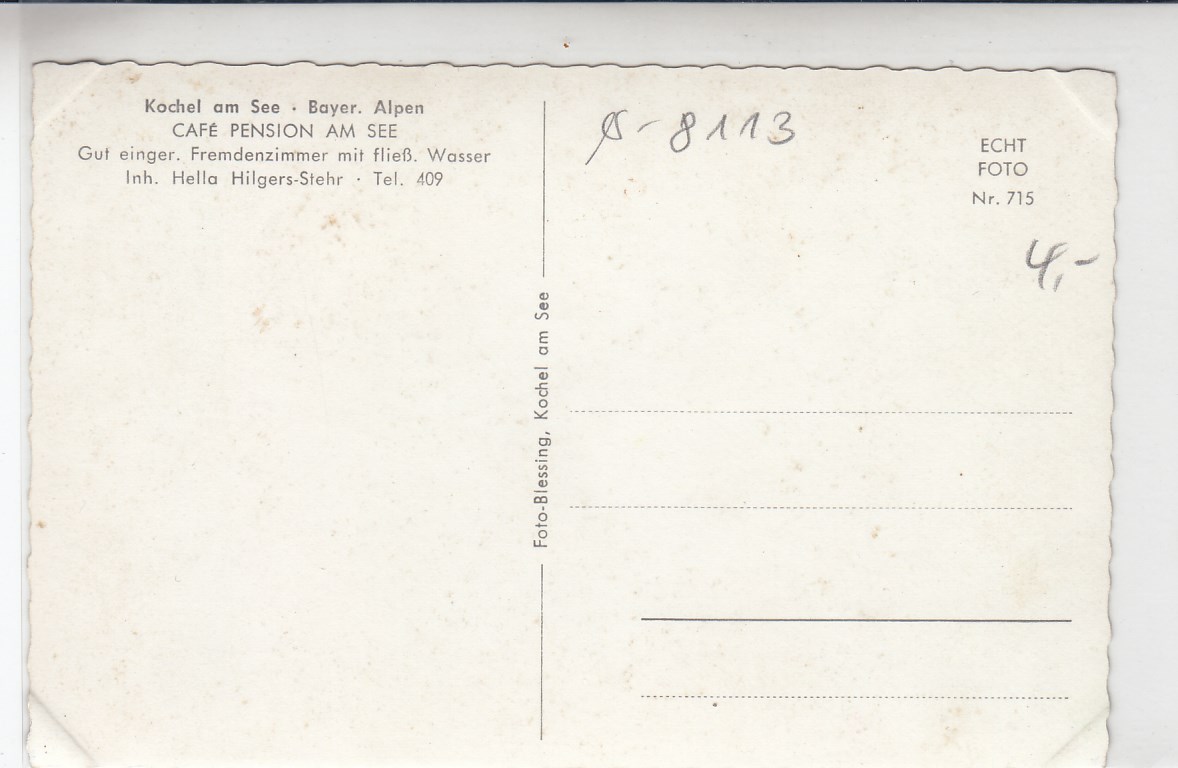 Kochel am See · Bayer. Alpen
CAFÉ PENSION AM SEE
Gut einger. Fremdenzimmer mit fließ. Wasser
Inh. Hella Hilgers-Stehr · Tel. 409
Foto-Blessing, Kochel am See
8113
ECHT
FOTO
Nr. 715
4,-